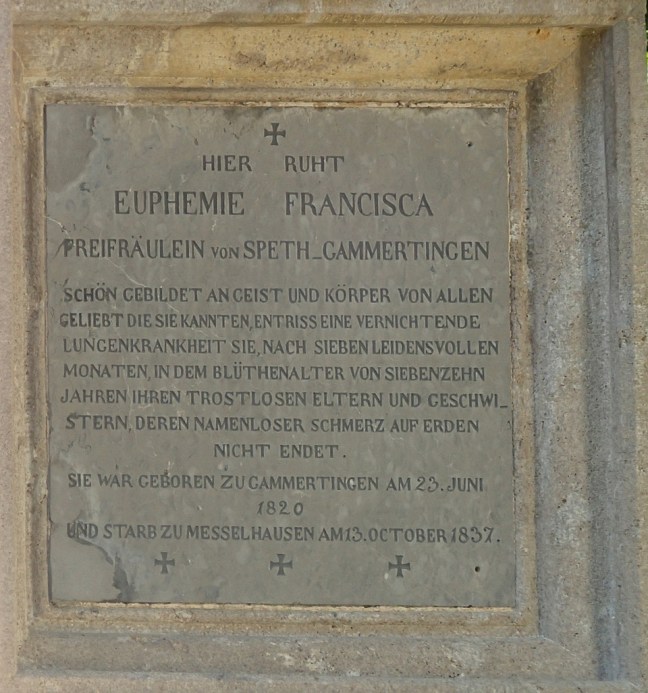 HIER RUHT
EUPHEMIE FRANCISCA
FREIFRÄULEIN VON SPETH-GAMMERTINGEN
SCHÖN GEBILDET AN GEIST UND KÖRPER VON ALLEN
GELIEBT DIE SIE KANNTEN, ENTRISS EINE VERNICHTENDE
LUNGENKRANKHEIT SIE, NACH SIEBEN LEIDENSVOLLEN
MONATEN, IN DEM BLÜTHENALTER VON SIEBENZEHN
JAHREN IHREN TROSTLOSEN ELTERN UND GESCHWI-
STERN, DEREN NAMENLOSER SCHMERZ AUF ERDEN
NICHT ENDET.
SIE WAR GEBOREN ZU GAMMERTINGEN AM 23. JUNI
1820
UND STARB ZU MESSELHAUSEN AM 13. OCTOBER 1837.